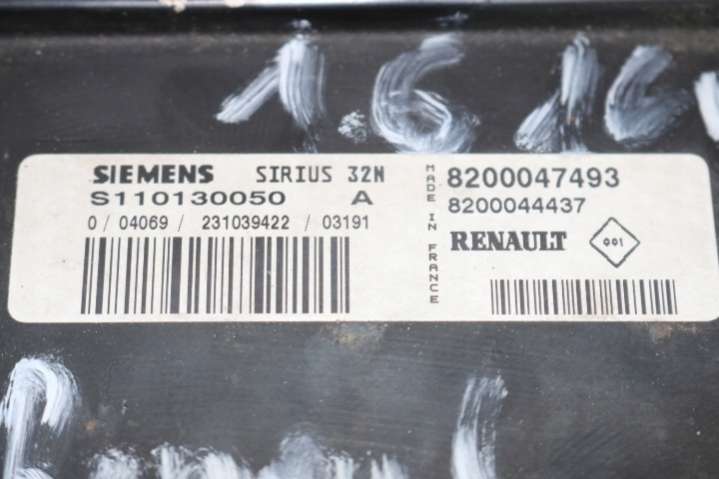 1.6 16
SIEMENS SIRIUS 32N
S110130050 A
0 / 04069 / 231039422 / 03191
MADE IN FRANCE
8200047493
8200044437
RENAULT 001